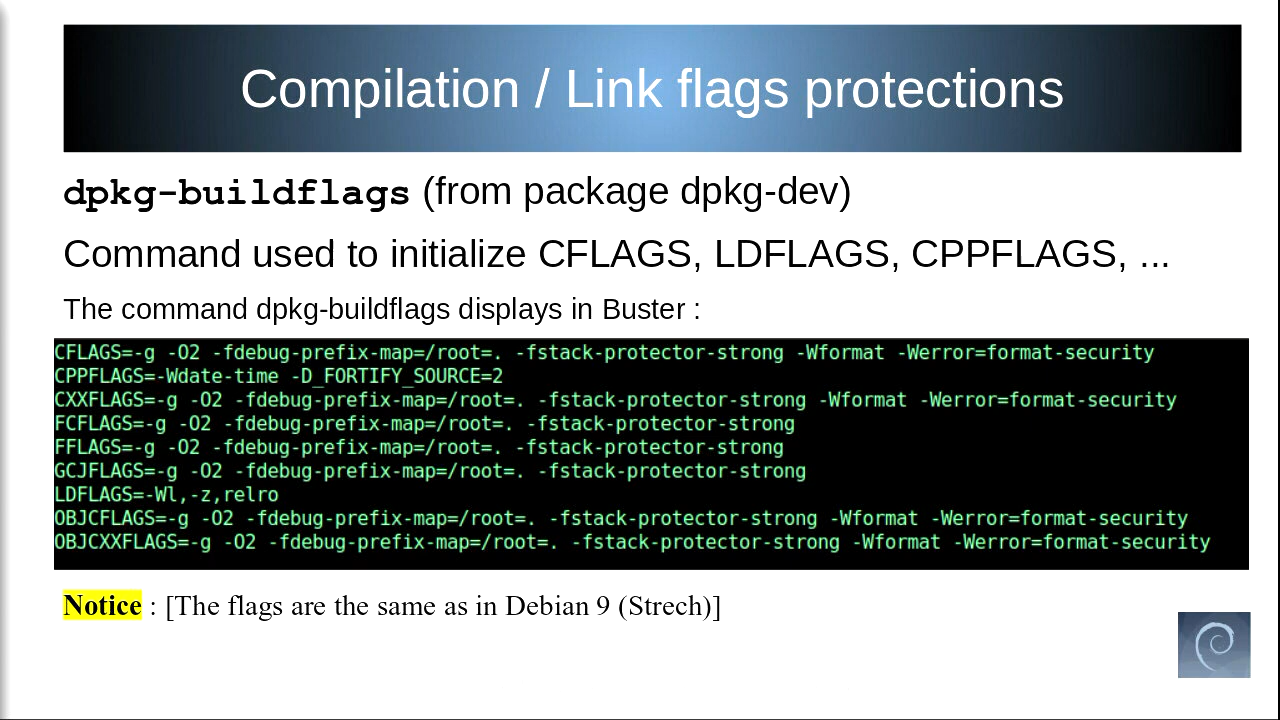 Compilation / Link flags protections
dpkg-buildflags (from package dpkg-dev)
Command used to initialize CFLAGS, LDFLAGS, CPPFLAGS, ...
The command dpkg-buildflags displays in Buster :
CFLAGS=-g -O2 -fdebug-prefix-map=/root=. -fstack-protector-strong -Wformat -Werror=format-security
CPPFLAGS=-Wdate-time -D_FORTIFY_SOURCE=2
CXXFLAGS=-g -O2 -fdebug-prefix-map=/root=. -fstack-protector-strong -Wformat -Werror=format-security
FCFLAGS=-g -O2 -fdebug-prefix-map=/root=. -fstack-protector-strong
FFLAGS=-g -O2 -fdebug-prefix-map=/root=. -fstack-protector-strong
GCJFLAGS=-g -O2 -fdebug-prefix-map=/root=. -fstack-protector-strong
LDFLAGS=-Wl,-z,relro
OBJCFLAGS=-g -O2 -fdebug-prefix-map=/root=. -fstack-protector-strong -Wformat -Werror=format-security
OBJCXXFLAGS=-g -O2 -fdebug-prefix-map=/root=. -fstack-protector-strong -Wformat -Werror=format-security
Notice : [The flags are the same as in Debian 9 (Strech)]